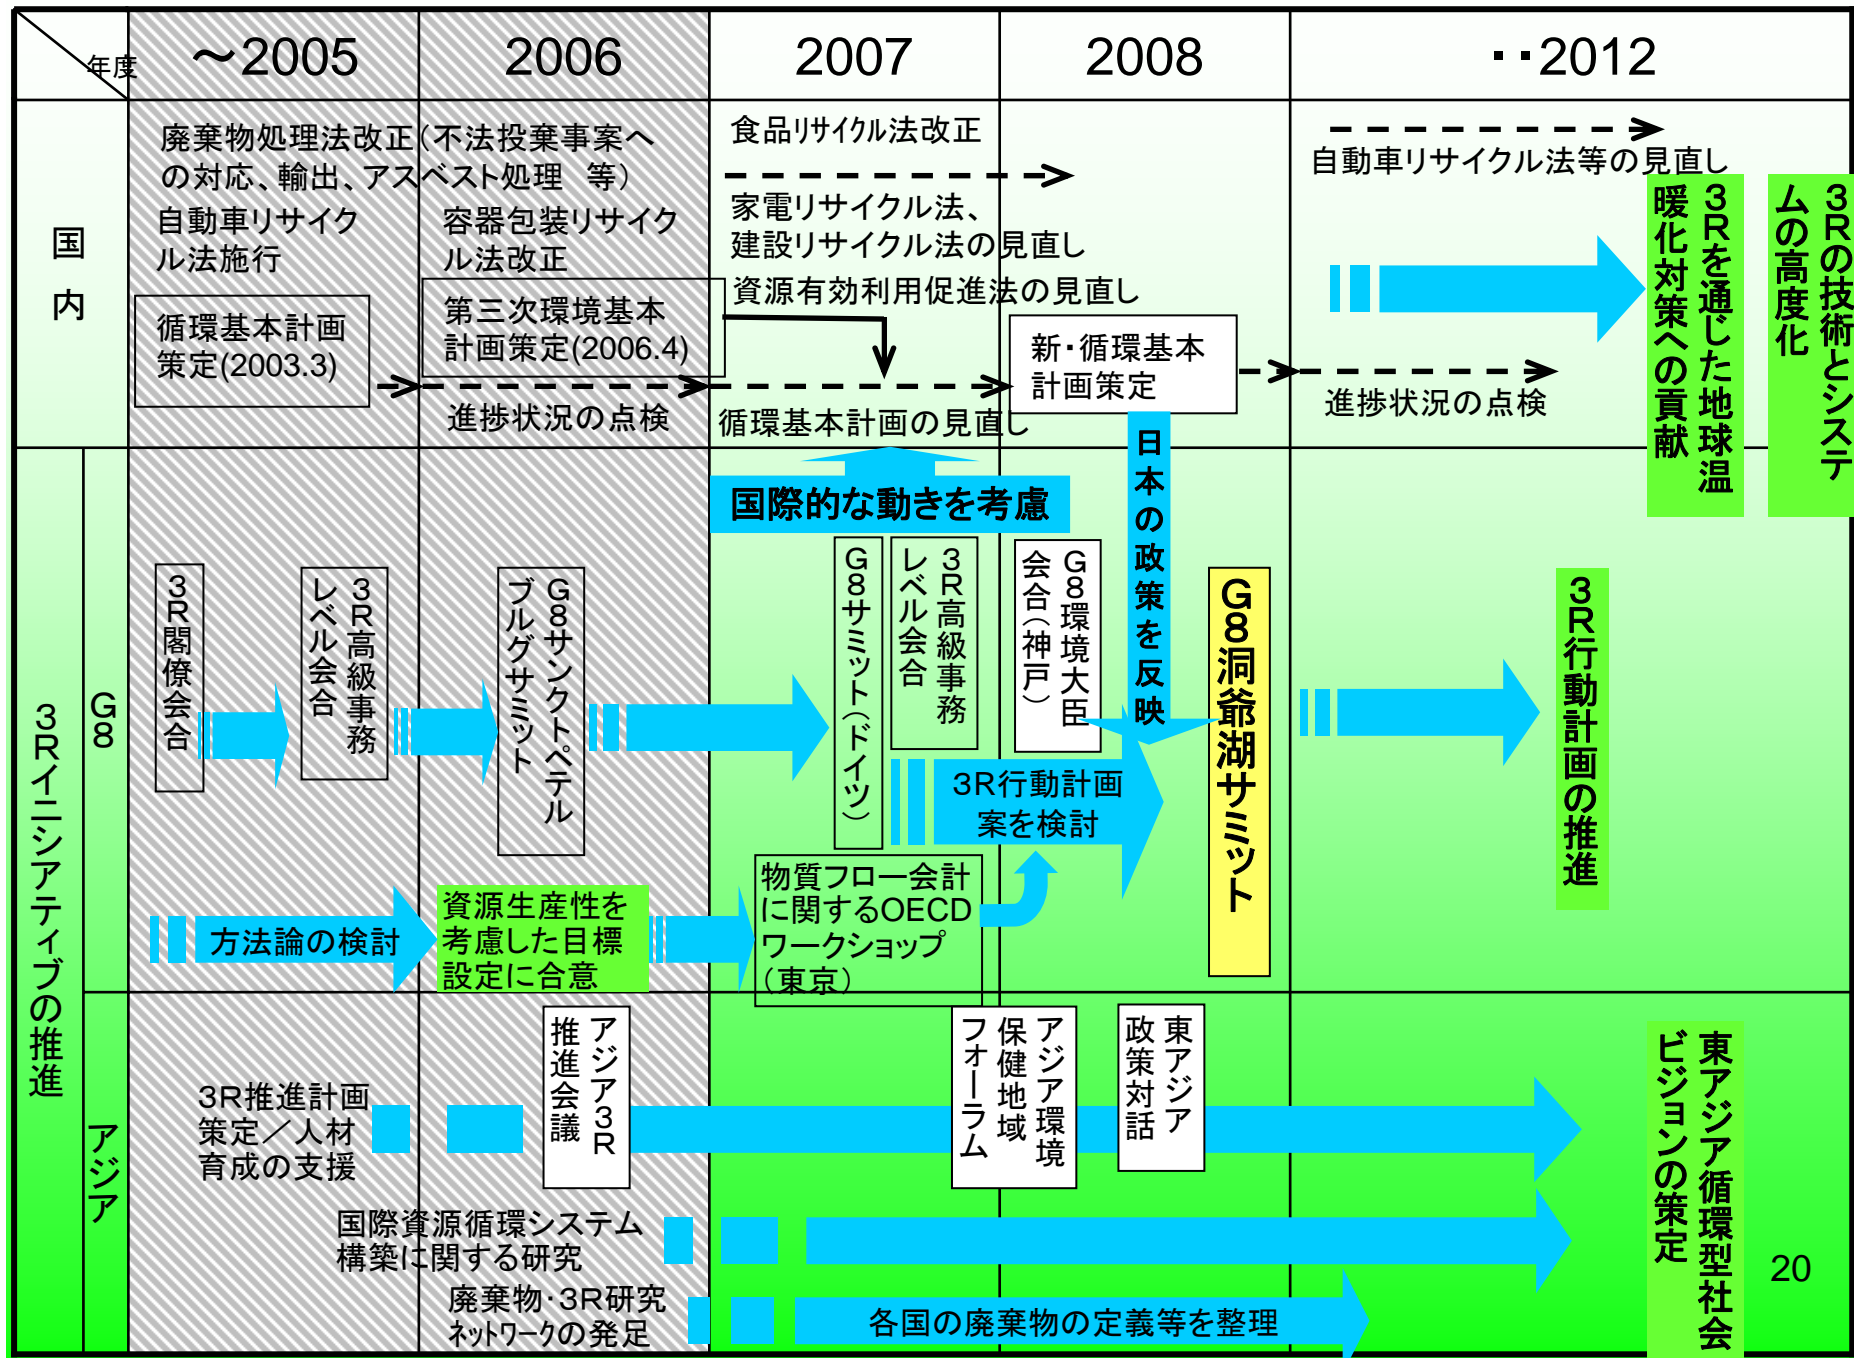 年度
～2005
2006
2007
2008
‥2012
国
内
廃棄物処理法改正（不法投棄事案へ
の対応、輸出、アスベスト処理　等）
自動車リサイク
ル法施行
容器包装リサイク
ル法改正
循環基本計画
策定(2003.3)
第三次環境基本
計画策定(2006.4)
進捗状況の点検
食品リサイクル法改正
家電リサイクル法、
建設リサイクル法の見直し
資源有効利用促進法の見直し
循環基本計画の見直し
新・循環基本
計画策定
自動車リサイクル法等の見直し
進捗状況の点検
３Ｒを通じた地球温
暖化対策への貢献
３Ｒの技術とシステ
ムの高度化
３Ｒイニシアティブの推進
Ｇ８
国際的な動きを考慮
日本の政策を反映
３Ｒ閣僚会合
３Ｒ高級事務
レベル会合
Ｇ８サンクトペテル
ブルグサミット
Ｇ８サミット（ドイツ）
３Ｒ高級事務
レベル会合
Ｇ８環境大臣
会合（神戸）
Ｇ８洞爺湖サミット
３Ｒ行動計画の推進
３Ｒ行動計画
案を検討
方法論の検討
資源生産性を
考慮した目標
設定に合意
物質フロー会計
に関するOECD
ワークショップ
（東京）
アジア
３Ｒ推進計画
策定／人材
育成の支援
アジア３Ｒ
推進会議
アジア環境
保健地域
フォーラム
東アジア
政策対話
東アジア循環型社会
ビジョンの策定
国際資源循環システム
構築に関する研究
廃棄物・３Ｒ研究
ネットワークの発足
各国の廃棄物の定義等を整理
20